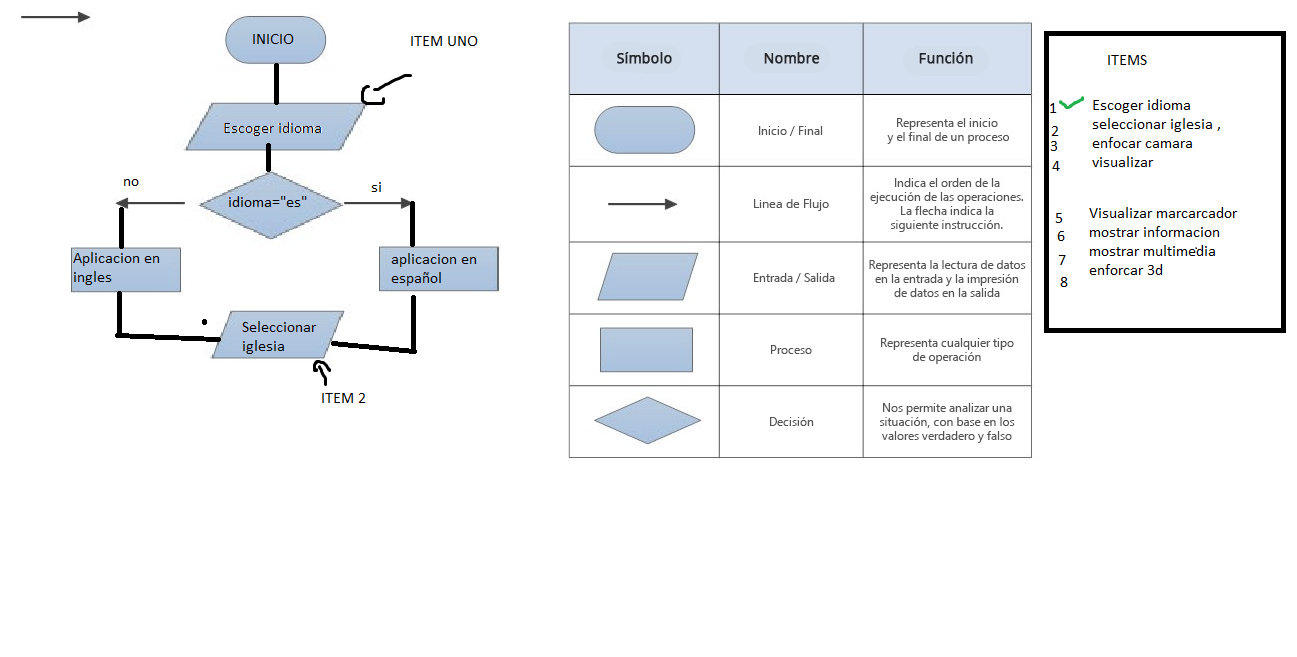 INICIO
ITEM UNO
Escoger idioma
no
si
idioma="es"
Aplicacion en
ingles
aplicacion en
español
Seleccionar
iglesia
ITEM 2
Símbolo Nombre Función
Inicio / Final
Representa el inicio
y el final de un proceso
Linea de Flujo
Indica el orden de la
ejecución de las operaciones.
La flecha indica la
siguiente instrucción.
Entrada / Salida
Representa la lectura de datos
en la entrada y la impresión
de datos en la salida
Proceso
Representa cualquier tipo
de operación
Decisión
Nos permite analizar una
situación, con base en los
valores verdadero y falso
ITEMS
1 Escoger idioma
2 seleccionar iglesia ,
3 enfocar camara
4 visualizar
5 Visualizar marcarcador
6 mostrar informacion
7 mostrar multimedia
8 enforcar 3d